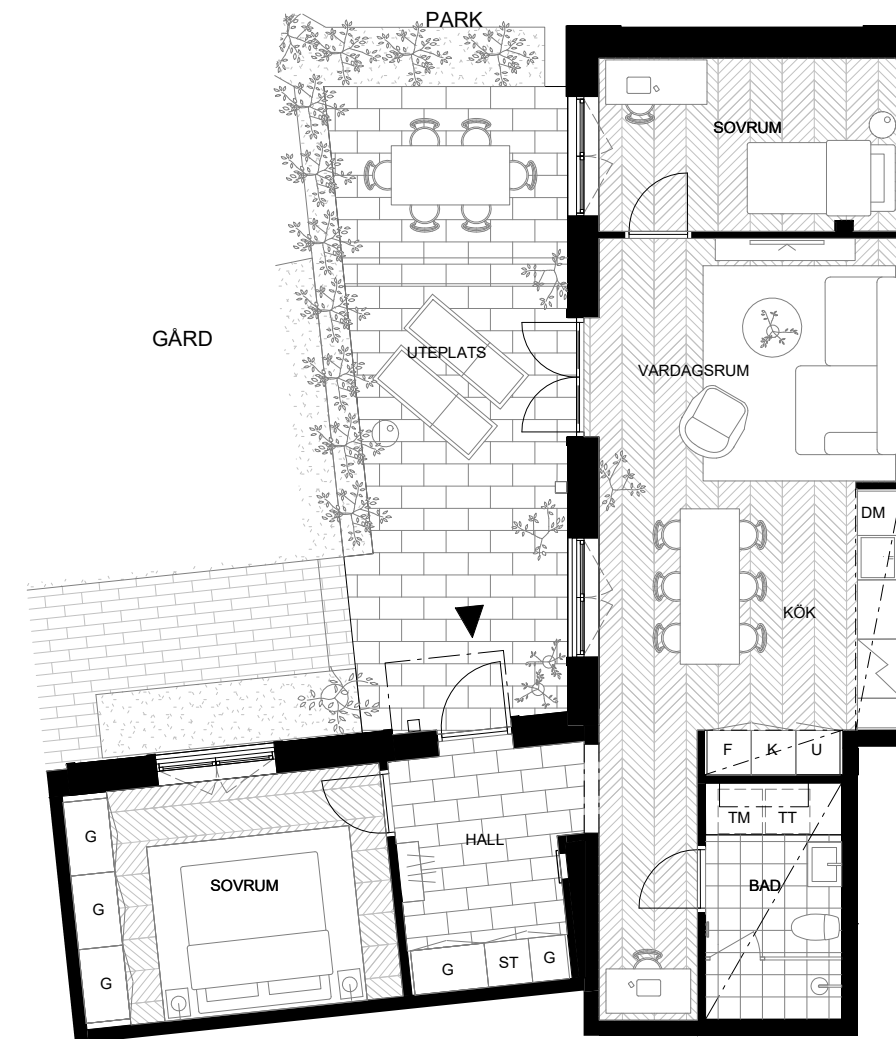 PARK
SOVRUM
GÅRD
UTEPLATS
VARDAGSRUM
DM
KÖK
F K U
TM TT
HALL
G
SOVRUM
BAD
G
G
G ST G